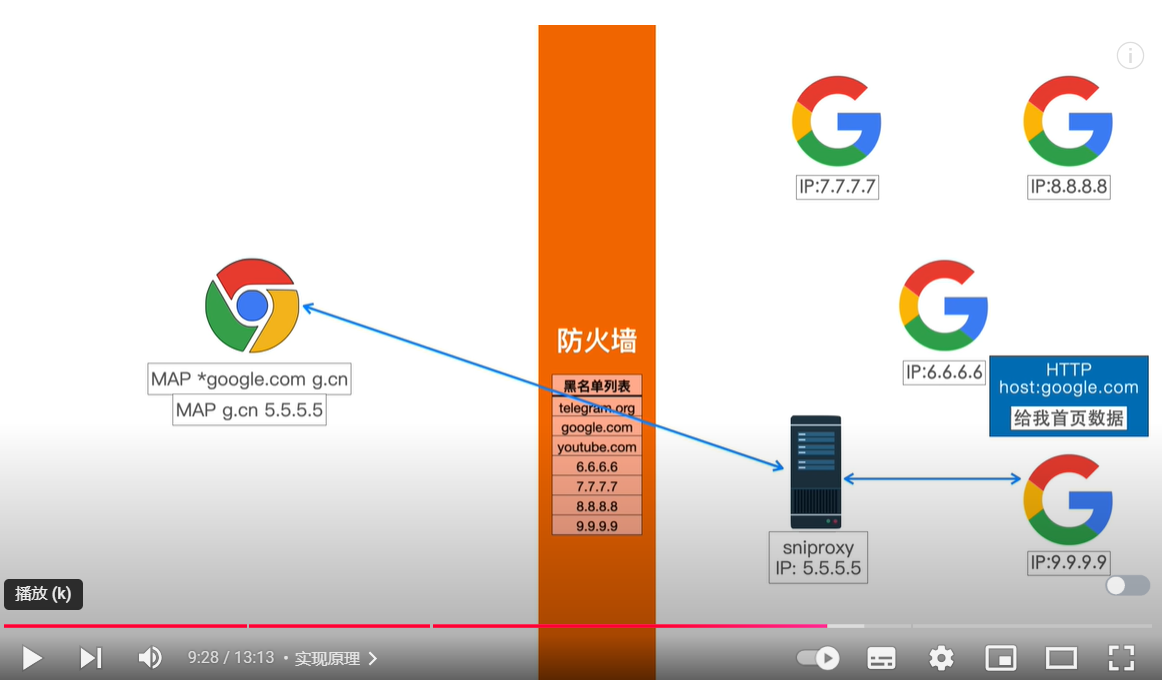 IP:7.7.7.7
IP:8.8.8.8
防火墙
MAP *google.com g.cn
MAP g.cn 5.5.5.5
黑名单列表
telegram.org
google.com
youtube.com
6.6.6.6
7.7.7.7
8.8.8.8
9.9.9.9
IP:6.6.6.6
HTTP
host:google.com
给我首页数据
sniproxy
IP: 5.5.5.5
IP:9.9.9.9
播放 (k)
9:28 / 13:13 • 实现原理